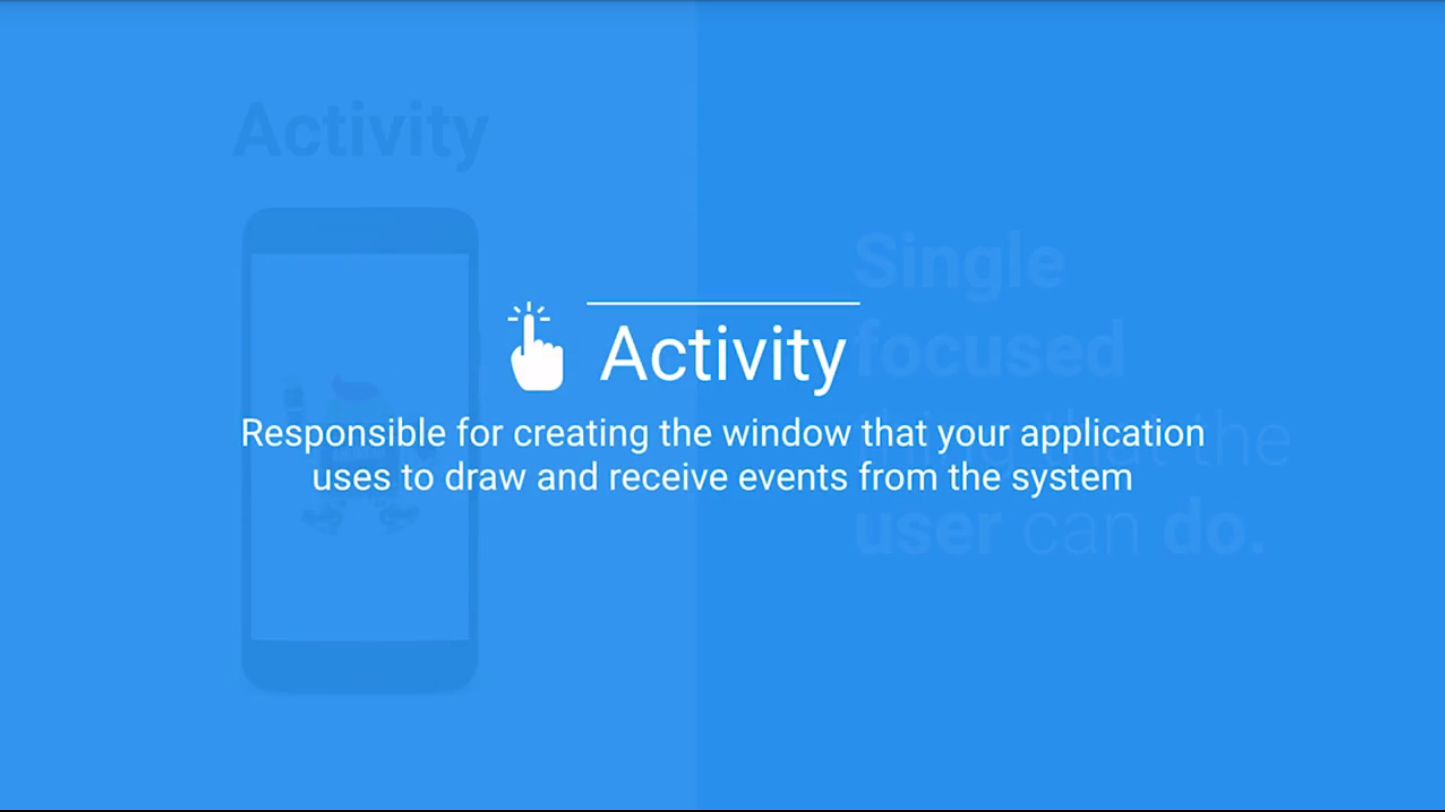 Activity
Single
focused
thing that the
user can do.
Activity
Responsible for creating the window that your application
uses to draw and receive events from the system